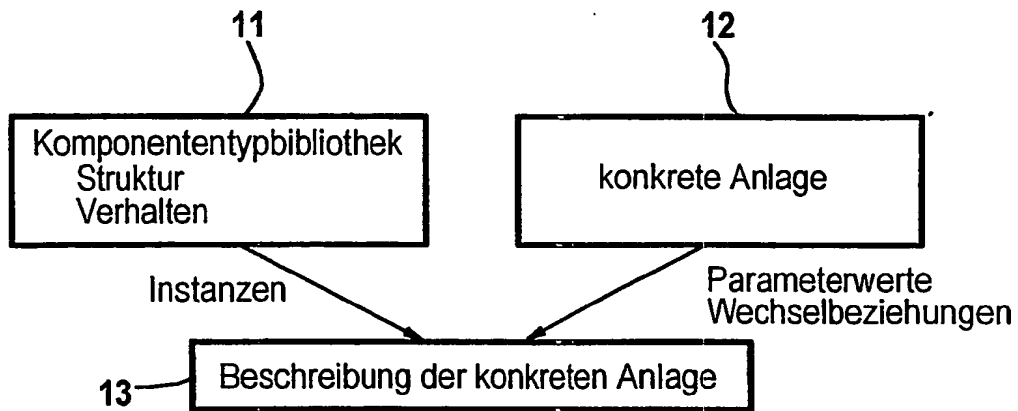 11
12
Komponententypbibliothek
Struktur
Verhalten
konkrete Anlage
Instanzen
Parameterwerte
Wechselbeziehungen
13
Beschreibung der konkreten Anlage